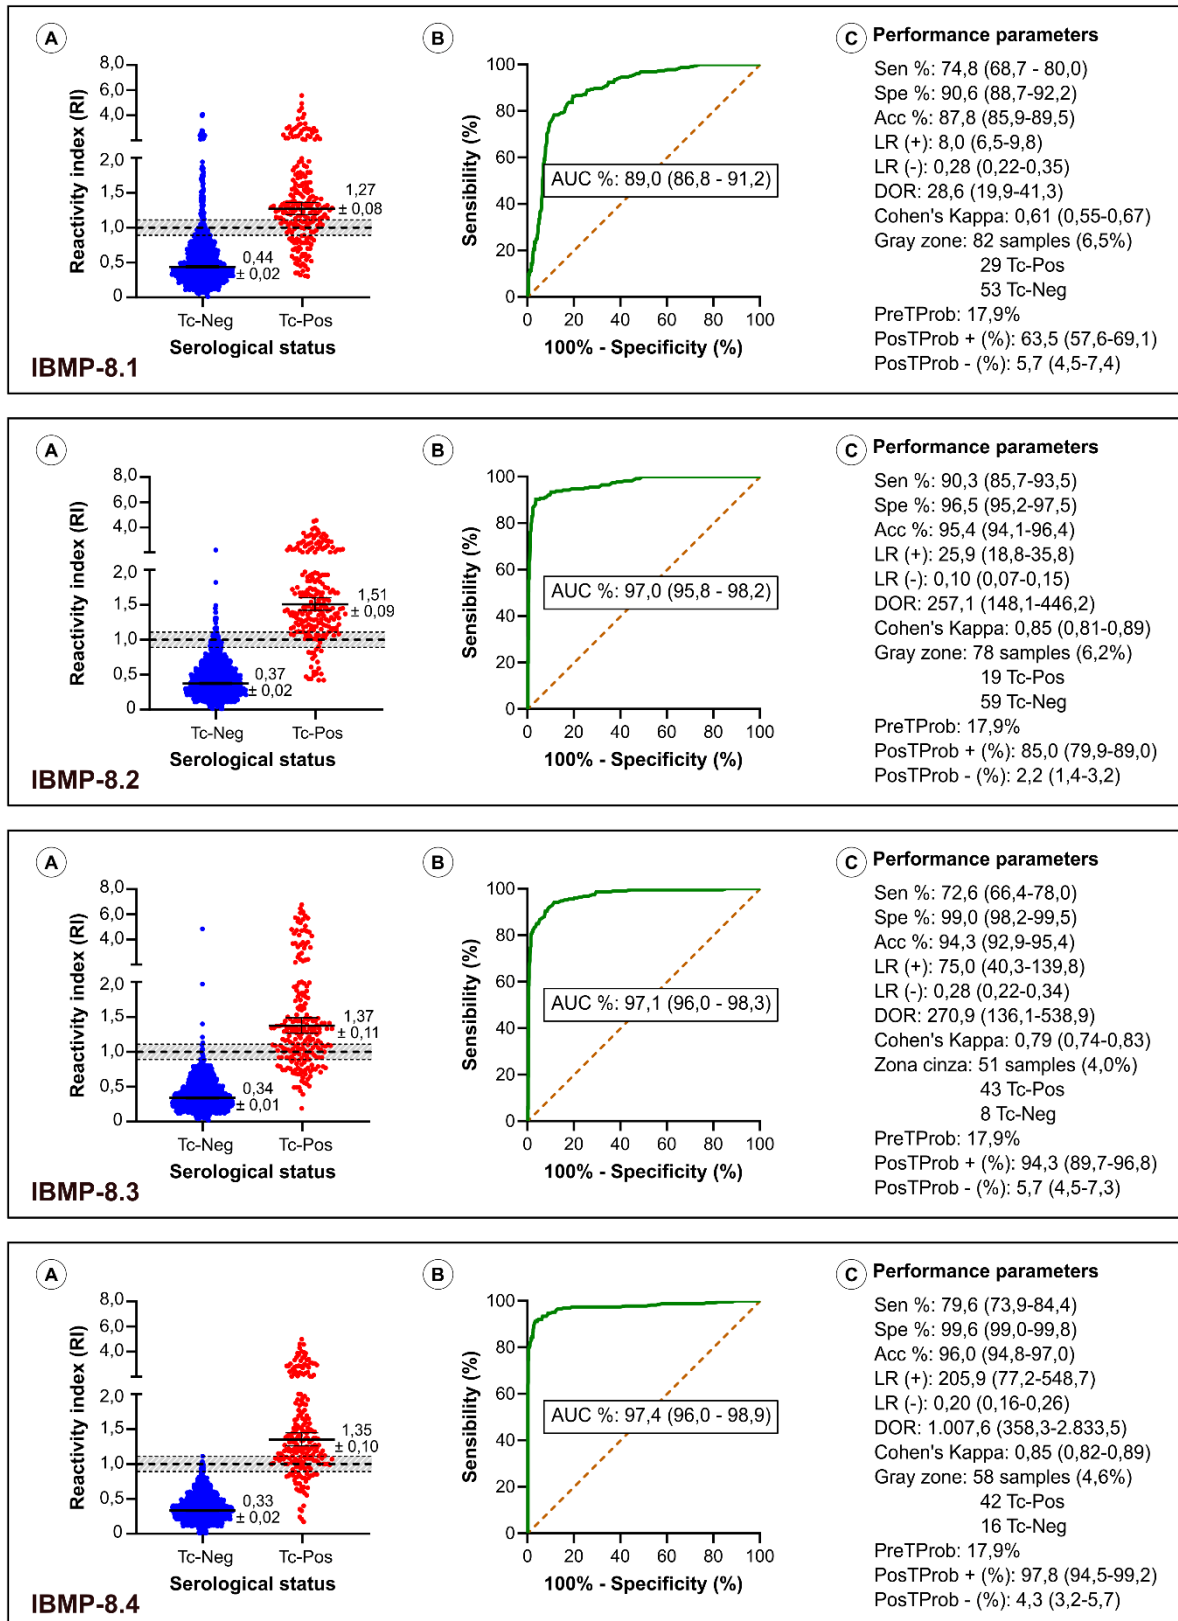 A
Reactivity index (RI)
8,0
6,0
4,0
2,0
1,5
1,0
0,5
0
0,44
± 0,02
1,27
± 0,08
Tc-Neg
Tc-Pos
Serological status
IBMP-8.1
B
Sensibility (%)
100
80
60
40
20
0
AUC %: 89,0 (86,8 - 91,2)
0 20 40 60 80 100
100% - Specificity (%)
C Performance parameters
Sen %: 74,8 (68,7 - 80,0)
Spe %: 90,6 (88,7-92,2)
Acc %: 87,8 (85,9-89,5)
LR (+): 8,0 (6,5-9,8)
LR (-): 0,28 (0,22-0,35)
DOR: 28,6 (19,9-41,3)
Cohen's Kappa: 0,61 (0,55-0,67)
Gray zone: 82 samples (6,5%)
29 Tc-Pos
53 Tc-Neg
PreTProb: 17,9%
PosTProb + (%): 63,5 (57,6-69,1)
PosTProb - (%): 5,7 (4,5-7,4)
A
Reactivity index (RI)
8,0
6,0
4,0
2,0
1,5
1,0
0,5
0
0,37
± 0,02
1,51
± 0,09
Tc-Neg
Tc-Pos
Serological status
IBMP-8.2
B
Sensibility (%)
100
80
60
40
20
0
AUC %: 97,0 (95,8 - 98,2)
0 20 40 60 80 100
100% - Specificity (%)
C Performance parameters
Sen %: 90,3 (85,7-93,5)
Spe %: 96,5 (95,2-97,5)
Acc %: 95,4 (94,1-96,4)
LR (+): 25,9 (18,8-35,8)
LR (-): 0,10 (0,07-0,15)
DOR: 257,1 (148,1-446,2)
Cohen's Kappa: 0,85 (0,81-0,89)
Gray zone: 78 samples (6,2%)
19 Tc-Pos
59 Tc-Neg
PreTProb: 17,9%
PosTProb + (%): 85,0 (79,9-89,0)
PosTProb - (%): 2,2 (1,4-3,2)
A
Reactivity index (RI)
8,0
6,0
4,0
2,0
1,5
1,0
0,5
0
0,34
± 0,01
1,37
± 0,11
Tc-Neg
Tc-Pos
Serological status
IBMP-8.3
B
Sensibility (%)
100
80
60
40
20
0
AUC %: 97,1 (96,0 - 98,3)
0 20 40 60 80 100
100% - Specificity (%)
C Performance parameters
Sen %: 72,6 (66,4-78,0)
Spe %: 99,0 (98,2-99,5)
Acc %: 94,3 (92,9-95,4)
LR (+): 75,0 (40,3-139,8)
LR (-): 0,28 (0,22-0,34)
DOR: 270,9 (136,1-538,9)
Cohen's Kappa: 0,79 (0,74-0,83)
Zona cinza: 51 samples (4,0%)
43 Tc-Pos
8 Tc-Neg
PreTProb: 17,9%
PosTProb + (%): 94,3 (89,7-96,8)
PosTProb - (%): 5,7 (4,5-7,3)
A
Reactivity index (RI)
8,0
6,0
4,0
2,0
1,5
1,0
0,5
0
0,33
± 0,02
1,35
± 0,10
Tc-Neg
Tc-Pos
Serological status
IBMP-8.4
B
Sensibility (%)
100
80
60
40
20
0
AUC %: 97,4 (96,0 - 98,9)
0 20 40 60 80 100
100% - Specificity (%)
C Performance parameters
Sen %: 79,6 (73,9-84,4)
Spe %: 99,6 (99,0-99,8)
Acc %: 96,0 (94,8-97,0)
LR (+): 205,9 (77,2-548,7)
LR (-): 0,20 (0,16-0,26)
DOR: 1.007,6 (358,3-2.833,5)
Cohen's Kappa: 0,85 (0,82-0,89)
Gray zone: 58 samples (4,6%)
42 Tc-Pos
16 Tc-Neg
PreTProb: 17,9%
PosTProb + (%): 97,8 (94,5-99,2)
PosTProb - (%): 4,3 (3,2-5,7)